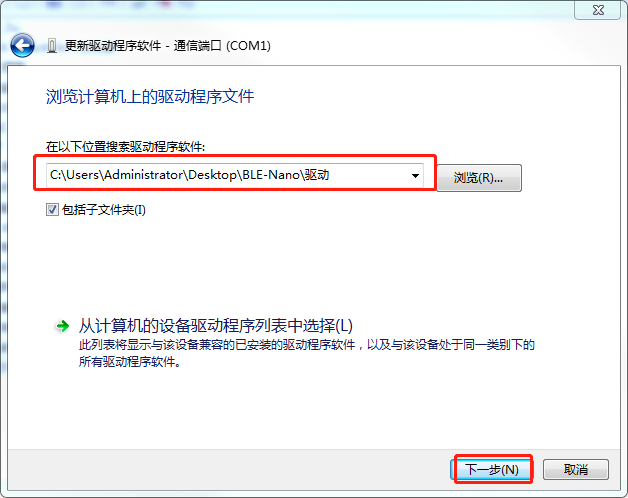 更新驱动程序软件 - 通信端口 (COM1)
浏览计算机上的驱动程序文件
在以下位置搜索驱动程序软件:
C:\Users\Administrator\Desktop\BLE-Nano\驱动
浏览(R)...
包括子文件夹(I)
从计算机的设备驱动程序列表中选择(L)
此列表将显示与该设备兼容的已安装的驱动程序软件，以及与该设备处于同一类别下的
所有驱动程序软件。
下一步(N)
取消